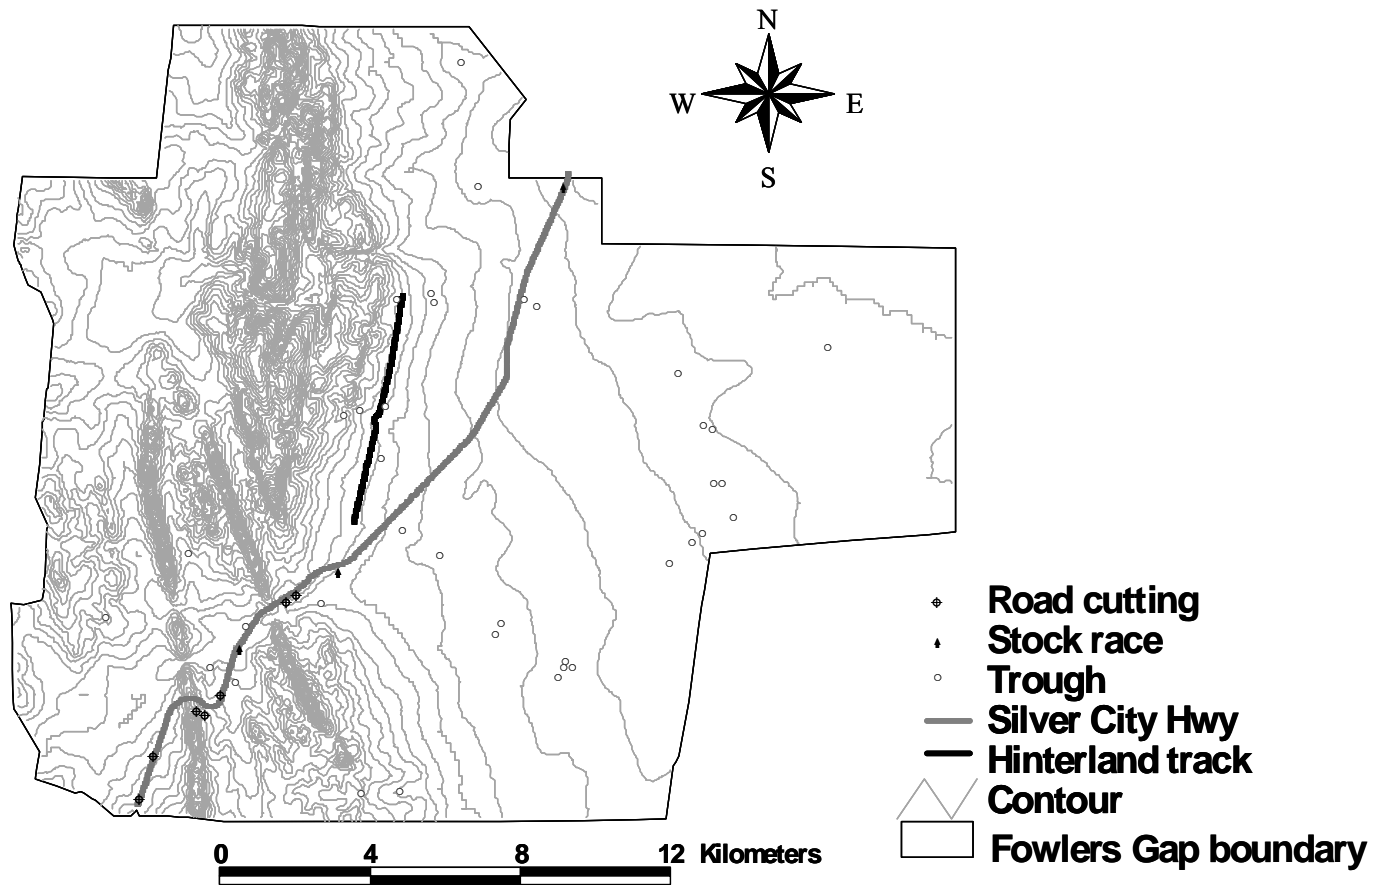 N
W E
S
Road cutting
Stock race
Trough
Silver City Hwy
Hinterland track
Contour
Fowlers Gap boundary
0 4 8 12 Kilometers